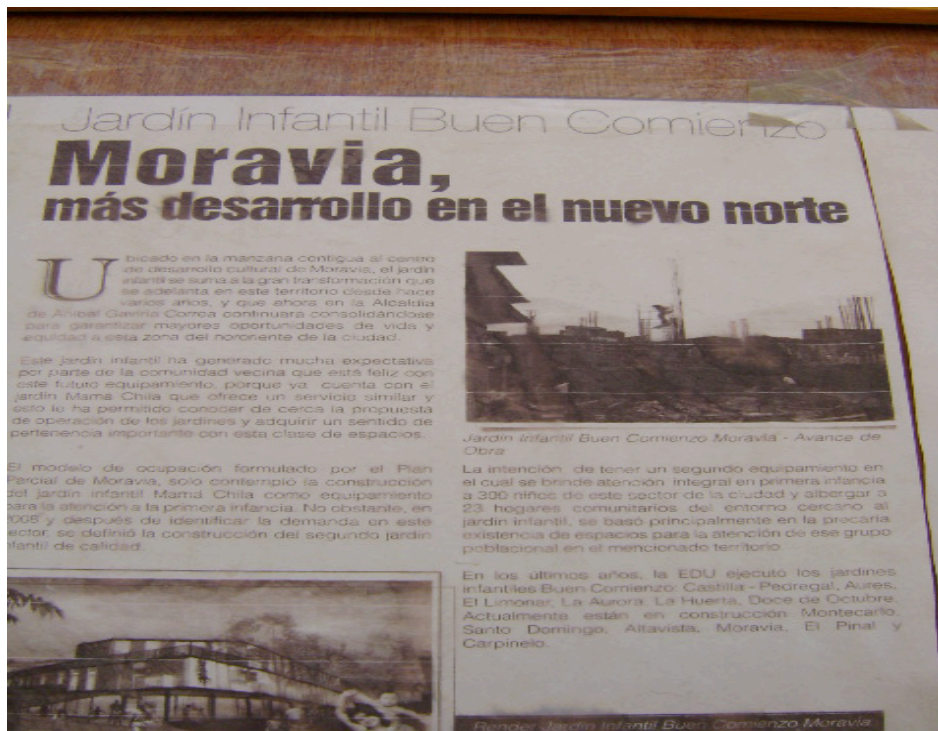 Jardín Infantil Buen Comienzo
Moravia,
más desarrollo en el nuevo norte
Ubicado en la manzana contigua al centro
de desarrollo cultural de Moravia, el jardín
infantil se suma a la gran transformación que
se adelanta en este territorio desde hace
varios años, y que ahora en la Alcaldía
de Aníbal Gaviria Correa continuará consolidándose
para garantizar mayores oportunidades de vida y
equidad a esta zona del nororiente de la ciudad.
Este jardín infantil ha generado mucha expectativa
por parte de la comunidad vecina que está feliz con
este futuro equipamiento, porque ya cuenta con el
jardín Mamá Chila que ofrece un servicio similar y
esto le ha permitido conocer de cerca la propuesta
de operación de los jardines y adquirir un sentido de
pertenencia importante con esta clase de espacios.
El modelo de ocupación formulado por el Plan
Parcial de Moravia, solo contempló la construcción
del jardín infantil Mamá Chila como equipamiento
para la atención a la primera infancia. No obstante, en
2008 y después de identificar la demanda en este
sector, se definió la construcción del segundo jardín
infantil de calidad.
Jardín Infantil Buen Comienzo Moravia - Avance de
Obra
La intención de tener un segundo equipamiento en
el cual se brinde atención integral en primera infancia
a 300 niños de este sector de la ciudad y albergar a
23 hogares comunitarios del entorno cercano al
jardín infantil, se basó principalmente en la precaria
existencia de espacios para la atención de ese grupo
poblacional en el mencionado territorio
En los últimos años, la EDU ejecutó los jardines
infantiles Buen Comienzo: Castilla - Pedregal, Aures,
El Limonar, La Aurora, La Huerta, Doce de Octubre.
Actualmente están en construcción Montecarlo,
Santo Domingo, Altavista, Moravia, El Pinal y
Carpinelo.
Render Jardín Infantil Buen Comienzo Moravia